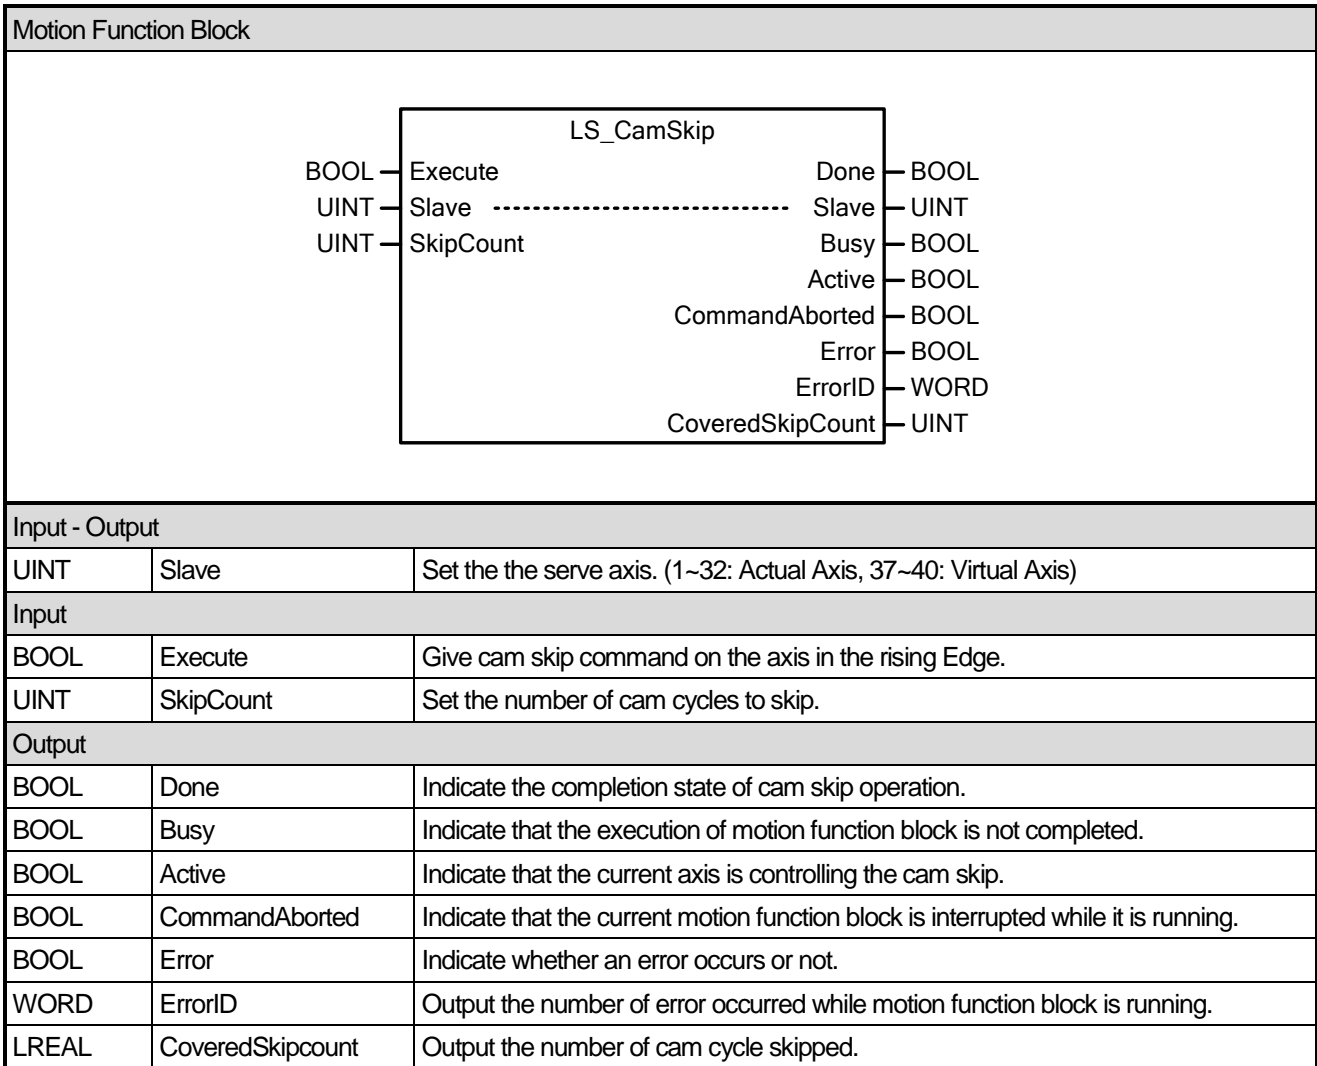 Motion Function Block
LS_CamSkip
BOOL Execute Done BOOL
UINT Slave Slave UINT
UINT SkipCount Busy BOOL
Active BOOL
CommandAborted BOOL
Error BOOL
ErrorID WORD
CoveredSkipCount UINT
Input - Output
UINT Slave Set the the serve axis. (1~32: Actual Axis, 37~40: Virtual Axis)
Input
BOOL Execute Give cam skip command on the axis in the rising Edge.
UINT SkipCount Set the number of cam cycles to skip.
Output
BOOL Done Indicate the completion state of cam skip operation.
BOOL Busy Indicate that the execution of motion function block is not completed.
BOOL Active Indicate that the current axis is controlling the cam skip.
BOOL CommandAborted Indicate that the current motion function block is interrupted while it is running.
BOOL Error Indicate whether an error occurs or not.
WORD ErrorID Output the number of error occurred while motion function block is running.
LREAL CoveredSkipcount Output the number of cam cycle skipped.